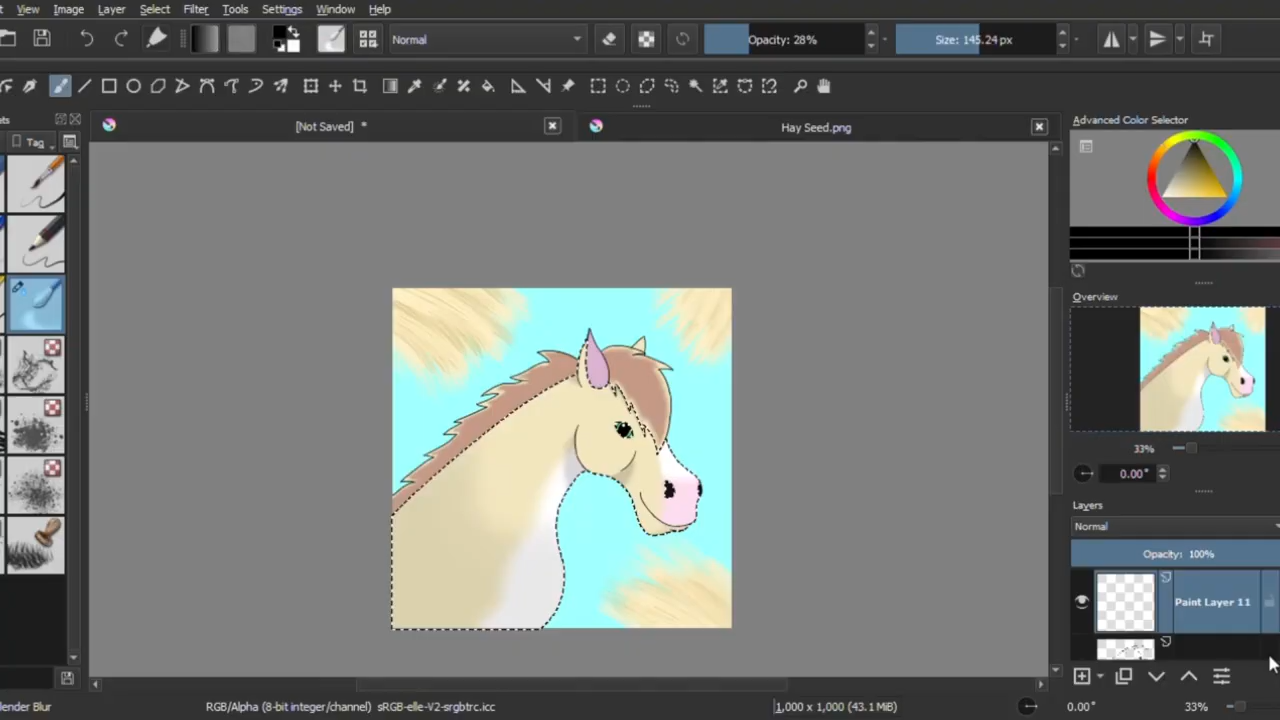 t View Image Layer Select Filter Tools Settings Window Help
Normal Opacity: 28% Size: 145.24 px
ets [Not Saved] * Hay Seed.png Advanced Color Selector
Tag
Overview
33%
0.00°
Layers
Normal
Opacity: 100%
Paint Layer 11
lender Blur RGB/Alpha (8-bit integer/channel) sRGB-elle-V2-srgbtrc.icc 1,000 x 1,000 (43.1 MiB) 0.00° 33%